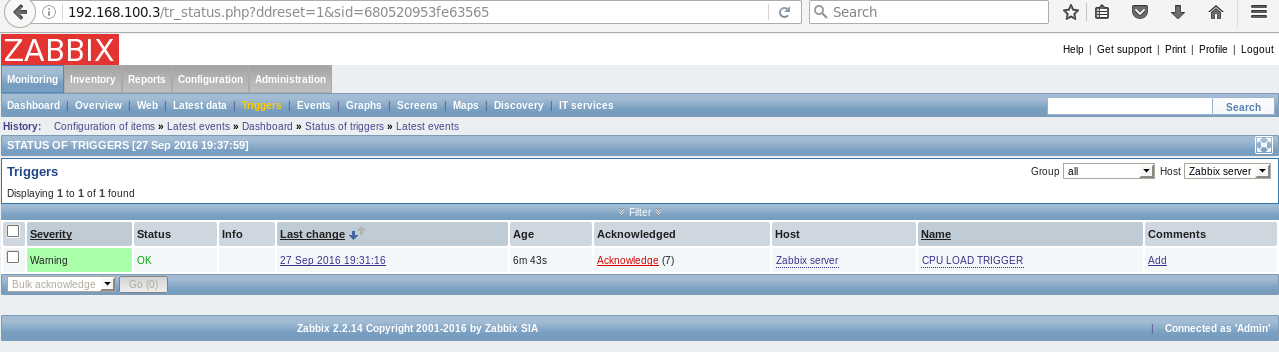 192.168.100.3/tr_status.php?ddreset=1&sid=680520953fe63565 Search
ZABBIX
Help | Get support | Print | Profile | Logout
Monitoring Inventory Reports Configuration Administration
Dashboard | Overview | Web | Latest data | Triggers | Events | Graphs | Screens | Maps | Discovery | IT services Search
History: Configuration of items » Latest events » Dashboard » Status of triggers » Latest events
STATUS OF TRIGGERS [27 Sep 2016 19:37:59]
Triggers Group all Host Zabbix server
Displaying 1 to 1 of 1 found
Filter
Severity Status Info Last change Age Acknowledged Host Name Comments
Warning OK 27 Sep 2016 19:31:16 6m 43s Acknowledge (7) Zabbix server CPU LOAD TRIGGER Add
Bulk acknowledge Go (0)
Zabbix 2.2.14 Copyright 2001-2016 by Zabbix SIA | Connected as 'Admin'